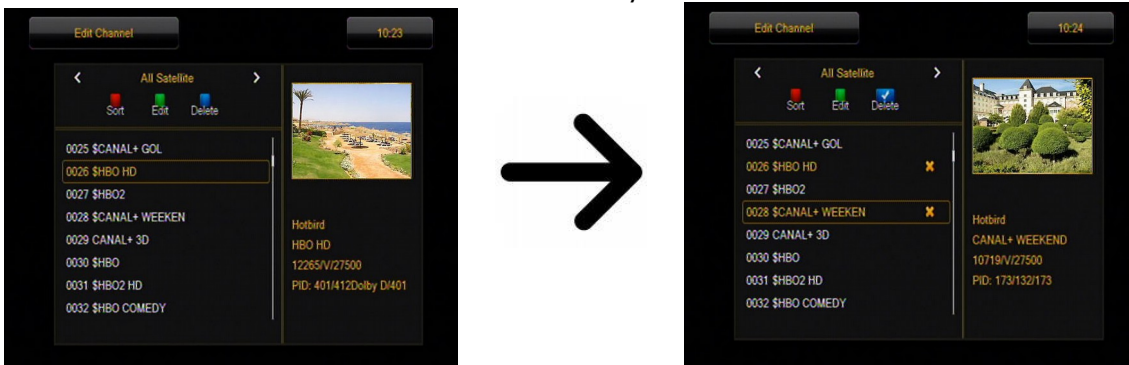 Edit Channel
10:23
All Satellite
Sort Edit Delete
0025 $CANAL+ GOL
0026 $HBO HD
0027 $HBO2
0028 $CANAL+ WEEKEN
0029 CANAL+ 3D
0030 $HBO
0031 $HBO2 HD
0032 $HBO COMEDY
Hotbird
HBO HD
12265/V/27500
PID: 401/412Dolby D/401
Edit Channel
10:24
All Satellite
Sort Edit Delete
0025 $CANAL+ GOL
0026 $HBO HD
0027 $HBO2
0028 $CANAL+ WEEKEN
0029 CANAL+ 3D
0030 $HBO
0031 $HBO2 HD
0032 $HBO COMEDY
Hotbird
CANAL+ WEEKEND
10719/V/27500
PID: 173/132/173